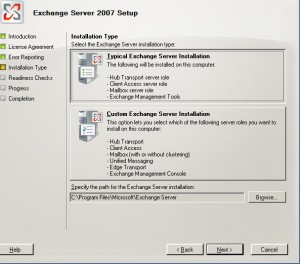 Exchange Server 2007 Setup
Introduction
License Agreement
Error Reporting
Installation Type
Readiness Checks
Progress
Completion
Installation Type
Select the Exchange Server installation type:
Typical Exchange Server Installation
The following will be installed on this computer:
- Hub Transport server role
- Client Access server role
- Mailbox server role
- Exchange Management Tools
Custom Exchange Server Installation
This option lets you select which of the following server roles you want to
install on this computer:
- Hub Transport
- Client Access
- Mailbox(with or without clustering)
- Unified Messaging
- Edge Transport
- Exchange Management Console
Specify the path for the Exchange Server installation:
C:\Program Files\Microsoft\Exchange Server
Browse...
Help
< Back
Next >
Cancel